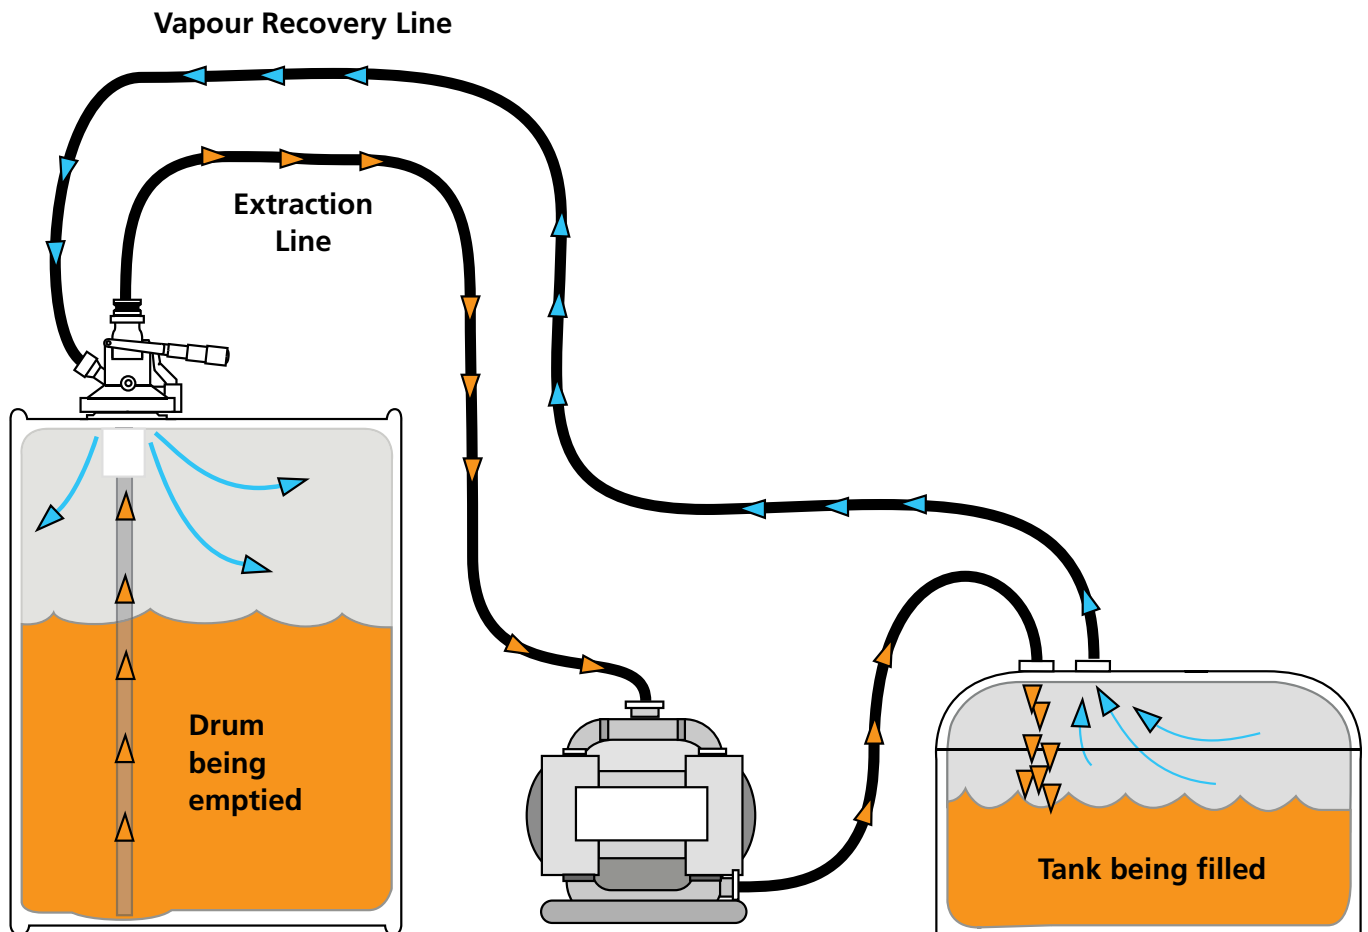 Vapour Recovery Line
Extraction
Line
Drum
being
emptied
Tank being filled